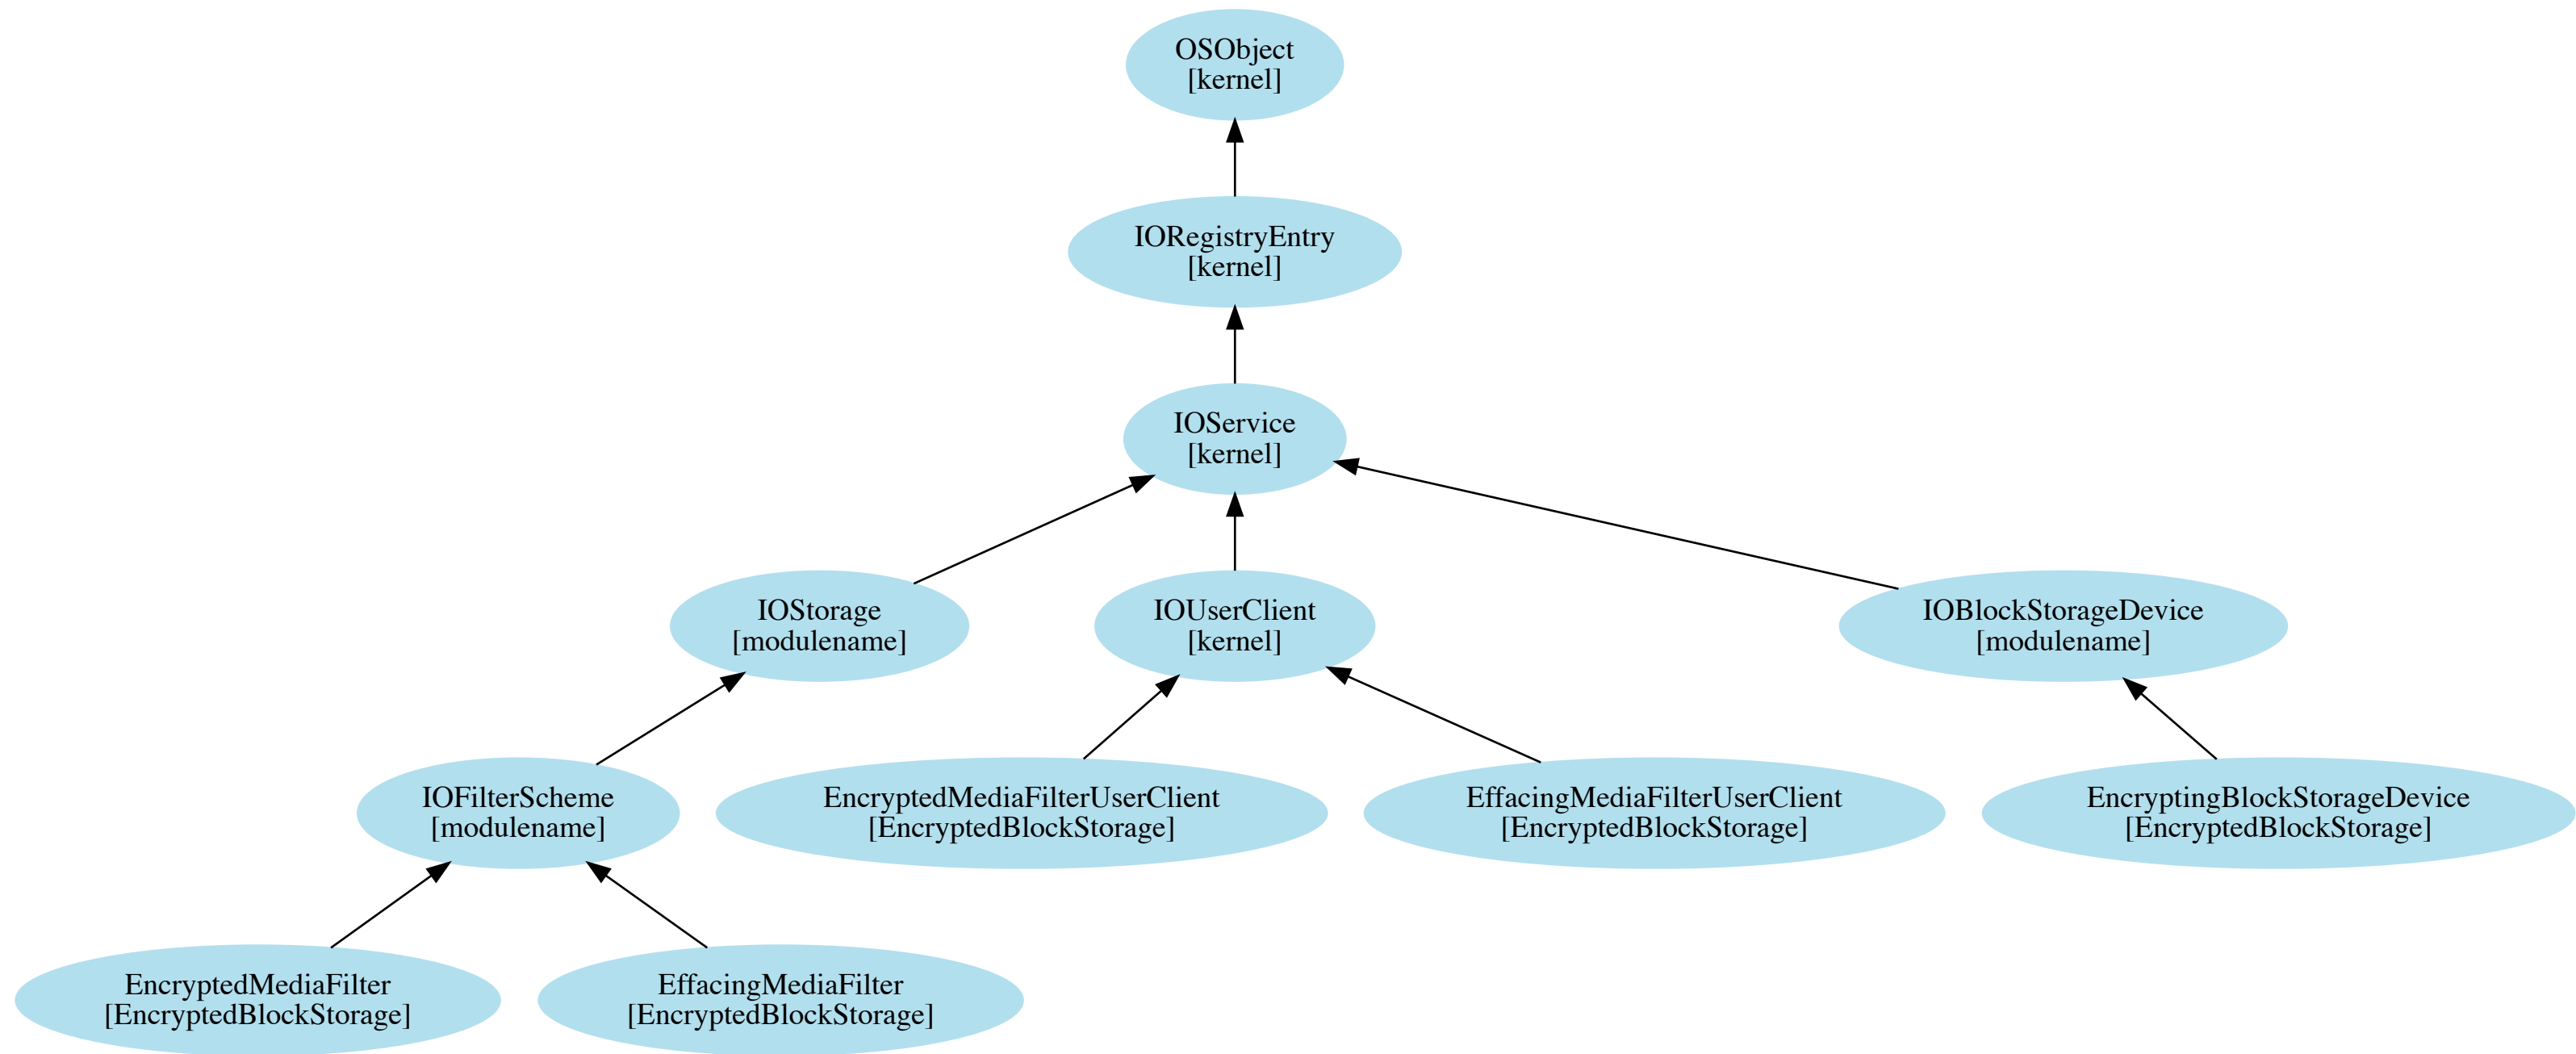 OSObject
[kernel]
IORegistryEntry
[kernel]
IOService
[kernel]
IOStorage
[modulename]
IOUserClient
[kernel]
IOBlockStorageDevice
[modulename]
IOFilterScheme
[modulename]
EncryptedMediaFilterUserClient
[EncryptedBlockStorage]
EffacingMediaFilterUserClient
[EncryptedBlockStorage]
EncryptingBlockStorageDevice
[EncryptedBlockStorage]
EncryptedMediaFilter
[EncryptedBlockStorage]
EffacingMediaFilter
[EncryptedBlockStorage]